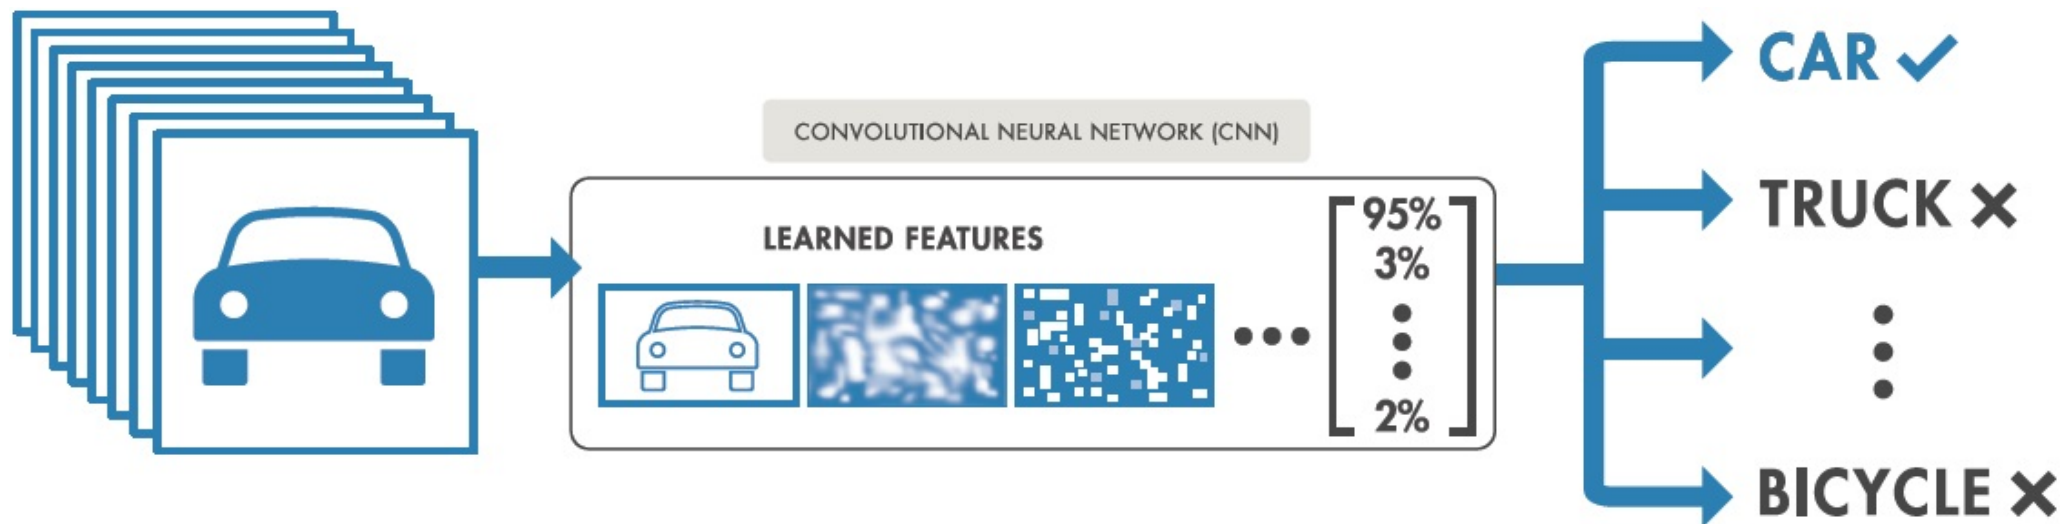 CONVOLUTIONAL NEURAL NETWORK (CNN)
LEARNED FEATURES
95%
3%
2%
CAR
TRUCK
BICYCLE